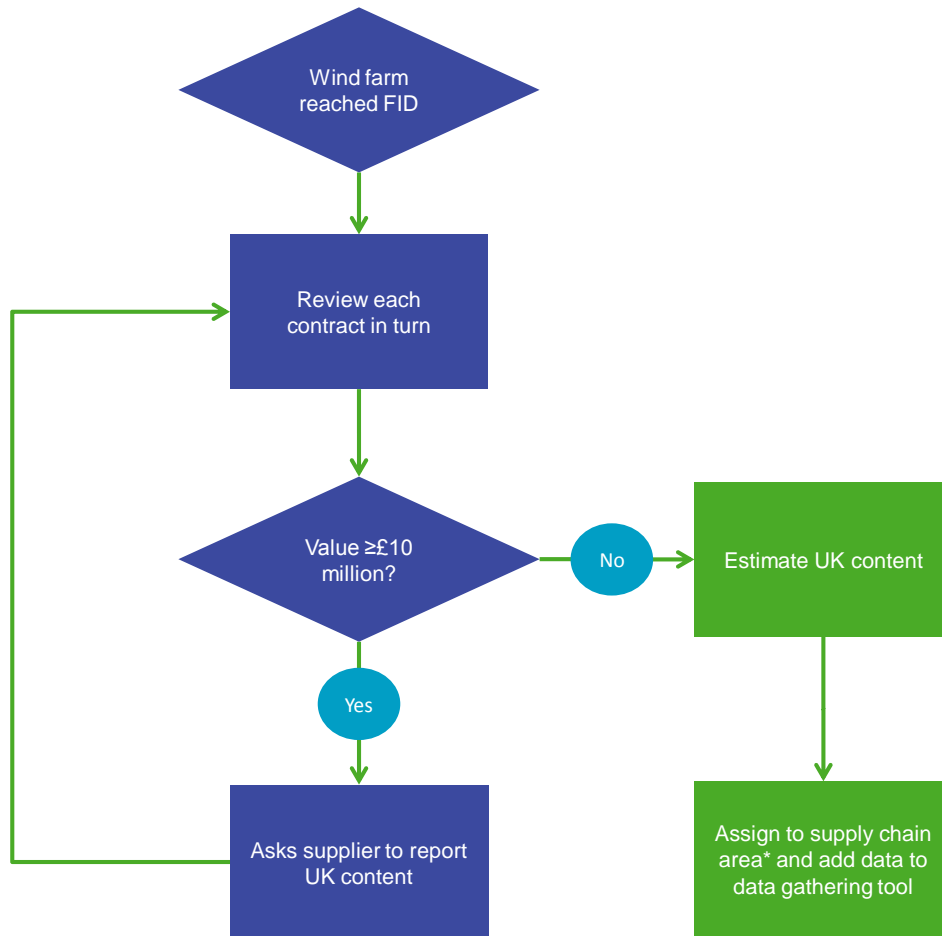 Wind farm
reached FID
Review each
contract in turn
Value ≥£10
million?
No
Estimate UK content
Yes
Asks supplier to report
UK content
Assign to supply chain
area* and add data to
data gathering tool